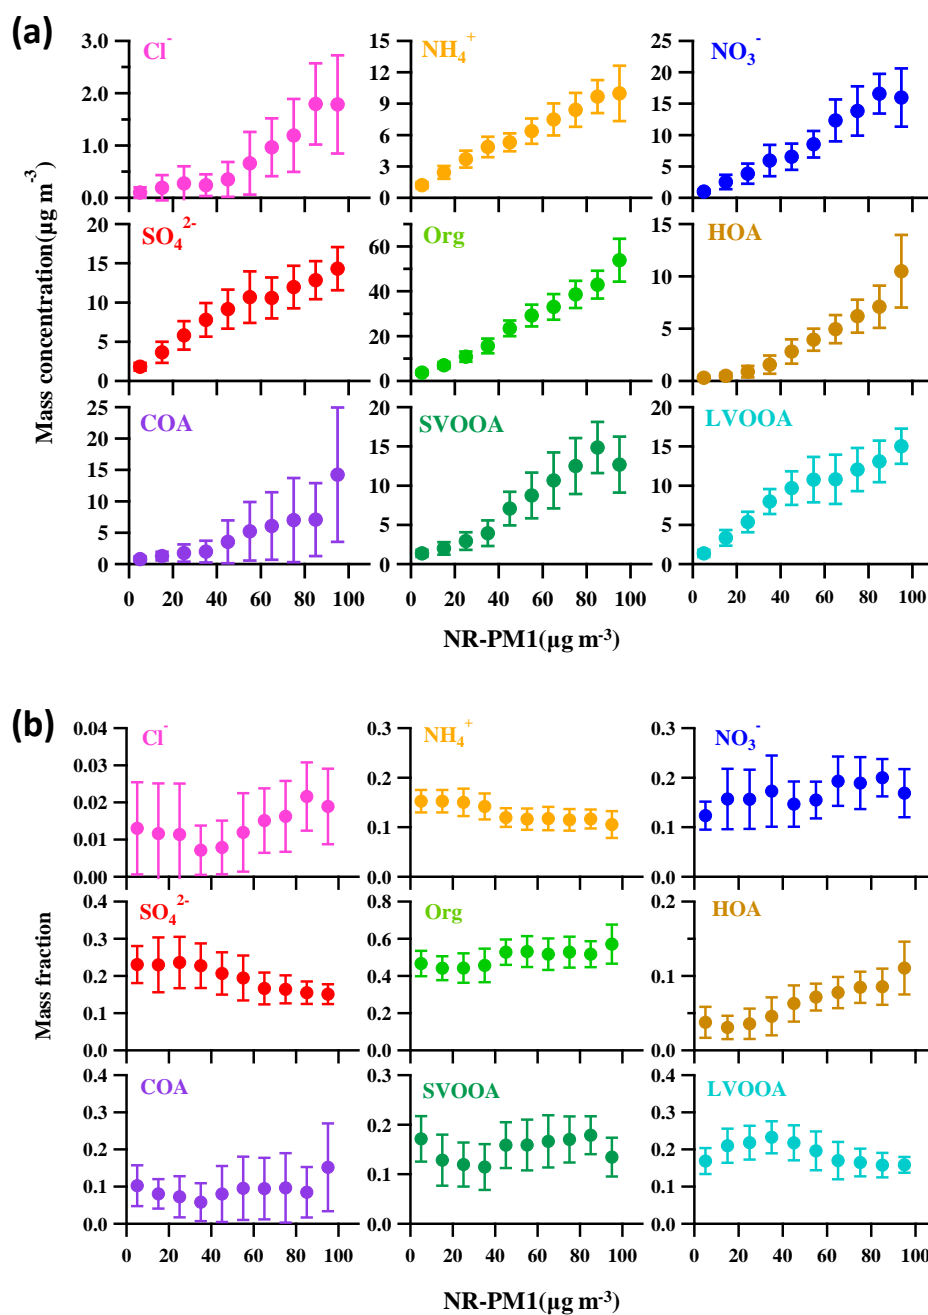 (a)
Cl⁻ NH₄⁺ NO₃⁻
3.0 2.0 1.0 0.0
15 12 9 6 3 0
25 20 15 10 5 0
SO₄²⁻ Org HOA
20 15 10 5 0
60 40 20 0
15 10 5 0
COA SVOOA LVOOA
25 20 15 10 5 0
20 15 10 5 0
20 15 10 5 0
0 20 40 60 80 100
0 20 40 60 80 100
0 20 40 60 80 100
Mass concentration(µg m⁻³)
NR-PM1(µg m⁻³)
(b)
Cl⁻ NH₄⁺ NO₃⁻
0.04 0.03 0.02 0.01 0.00
0.3 0.2 0.1 0.0
0.3 0.2 0.1 0.0
SO₄²⁻ Org HOA
0.4 0.3 0.2 0.1 0.0
0.8 0.6 0.4 0.2 0.0
0.2 0.1 0.0
COA SVOOA LVOOA
0.4 0.3 0.2 0.1 0.0
0.3 0.2 0.1 0.0
0.4 0.3 0.2 0.1 0.0
0 20 40 60 80 100
0 20 40 60 80 100
0 20 40 60 80 100
Mass fraction
NR-PM1(µg m⁻³)